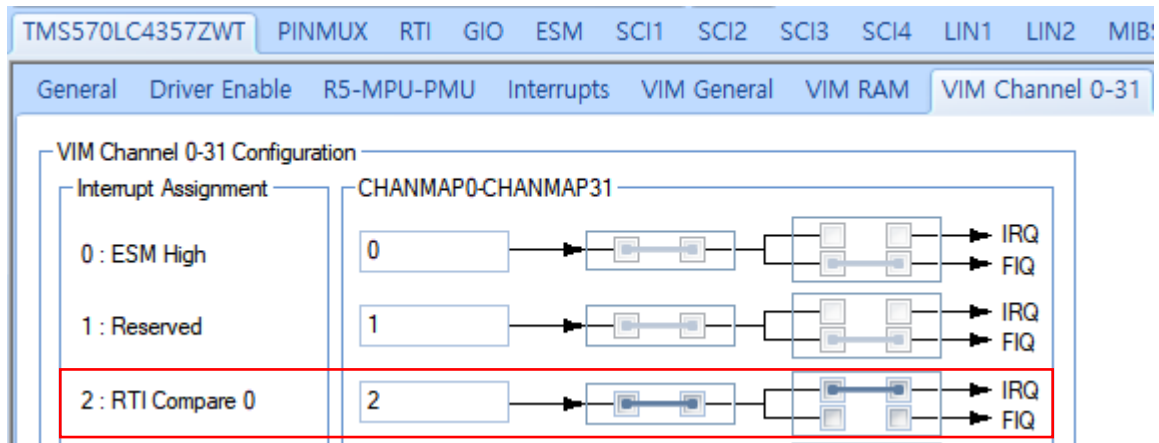 TMS570LC4357ZWT PINMUX RTI GIO ESM SCI1 SCI2 SCI3 SCI4 LIN1 LIN2
General Driver Enable R5-MPU-PMU Interrupts VIM General VIM RAM VIM Channel 0-31
VIM Channel 0-31 Configuration
Interrupt Assignment CHANMAP0-CHANMAP31
0 : ESM High 0 IRQ
FIQ
1 : Reserved 1 IRQ
FIQ
2 : RTI Compare 0 2 IRQ
FIQ